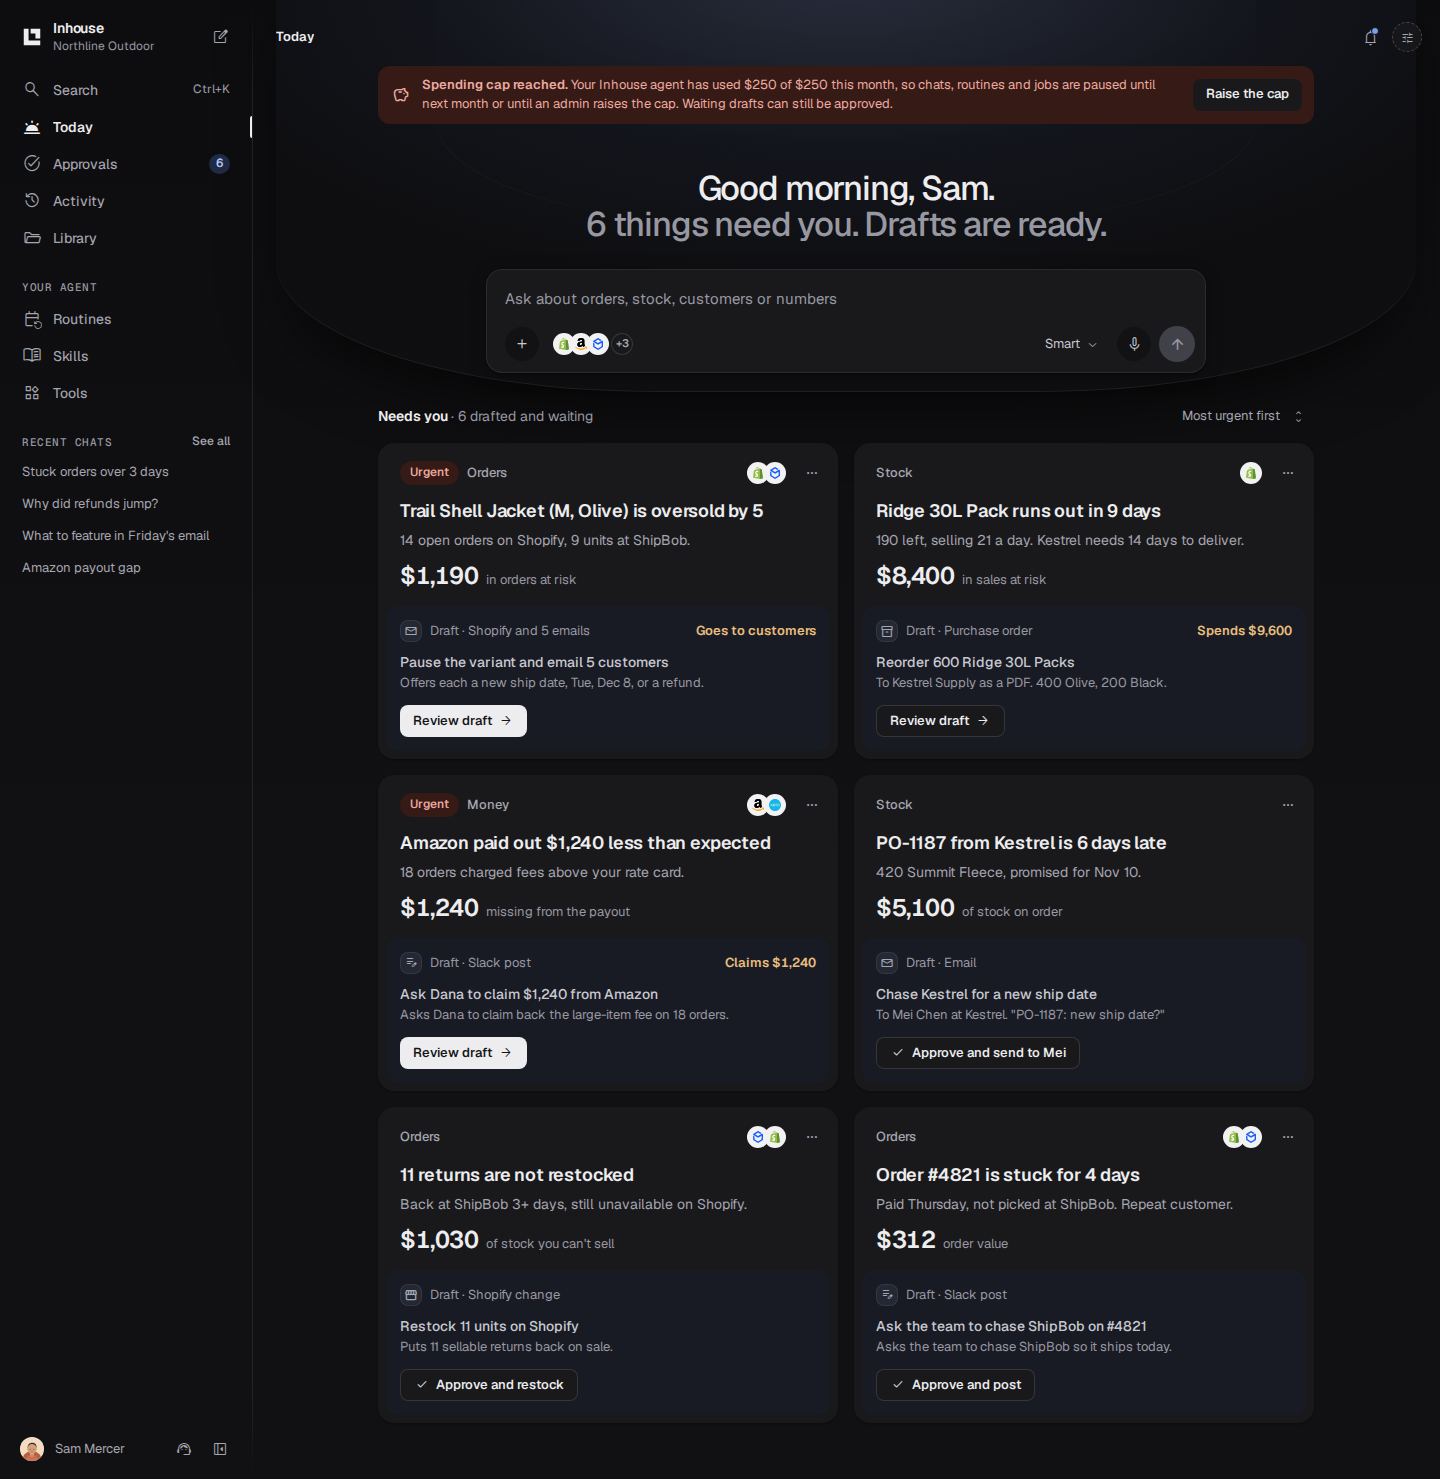 Inhouse
Northline Outdoor
Search Ctrl+K
Today
Approvals 6
Activity
Library
YOUR AGENT
Routines
Skills
Tools
RECENT CHATS See all
Stuck orders over 3 days
Why did refunds jump?
What to feature in Friday's email
Amazon payout gap
Sam Mercer
Today
Spending cap reached. Your Inhouse agent has used $250 of $250 this month, so chats, routines and jobs are paused until
next month or until an admin raises the cap. Waiting drafts can still be approved.
Raise the cap
Good morning, Sam.
6 things need you. Drafts are ready.
Ask about orders, stock, customers or numbers
+3 Smart
Needs you · 6 drafted and waiting
Most urgent first
Urgent Orders
Trail Shell Jacket (M, Olive) is oversold by 5
14 open orders on Shopify, 9 units at ShipBob.
$1,190 in orders at risk
Draft · Shopify and 5 emails Goes to customers
Pause the variant and email 5 customers
Offers each a new ship date, Tue, Dec 8, or a refund.
Review draft
Stock
Ridge 30L Pack runs out in 9 days
190 left, selling 21 a day. Kestrel needs 14 days to deliver.
$8,400 in sales at risk
Draft · Purchase order Spends $9,600
Reorder 600 Ridge 30L Packs
To Kestrel Supply as a PDF. 400 Olive, 200 Black.
Review draft
Urgent Money
Amazon paid out $1,240 less than expected
18 orders charged fees above your rate card.
$1,240 missing from the payout
Draft · Slack post Claims $1,240
Ask Dana to claim $1,240 from Amazon
Asks Dana to claim back the large-item fee on 18 orders.
Review draft
Stock
PO-1187 from Kestrel is 6 days late
420 Summit Fleece, promised for Nov 10.
$5,100 of stock on order
Draft · Email
Chase Kestrel for a new ship date
To Mei Chen at Kestrel. "PO-1187: new ship date?"
Approve and send to Mei
Orders
11 returns are not restocked
Back at ShipBob 3+ days, still unavailable on Shopify.
$1,030 of stock you can't sell
Draft · Shopify change
Restock 11 units on Shopify
Puts 11 sellable returns back on sale.
Approve and restock
Orders
Order #4821 is stuck for 4 days
Paid Thursday, not picked at ShipBob. Repeat customer.
$312 order value
Draft · Slack post
Ask the team to chase ShipBob on #4821
Asks the team to chase ShipBob so it ships today.
Approve and post